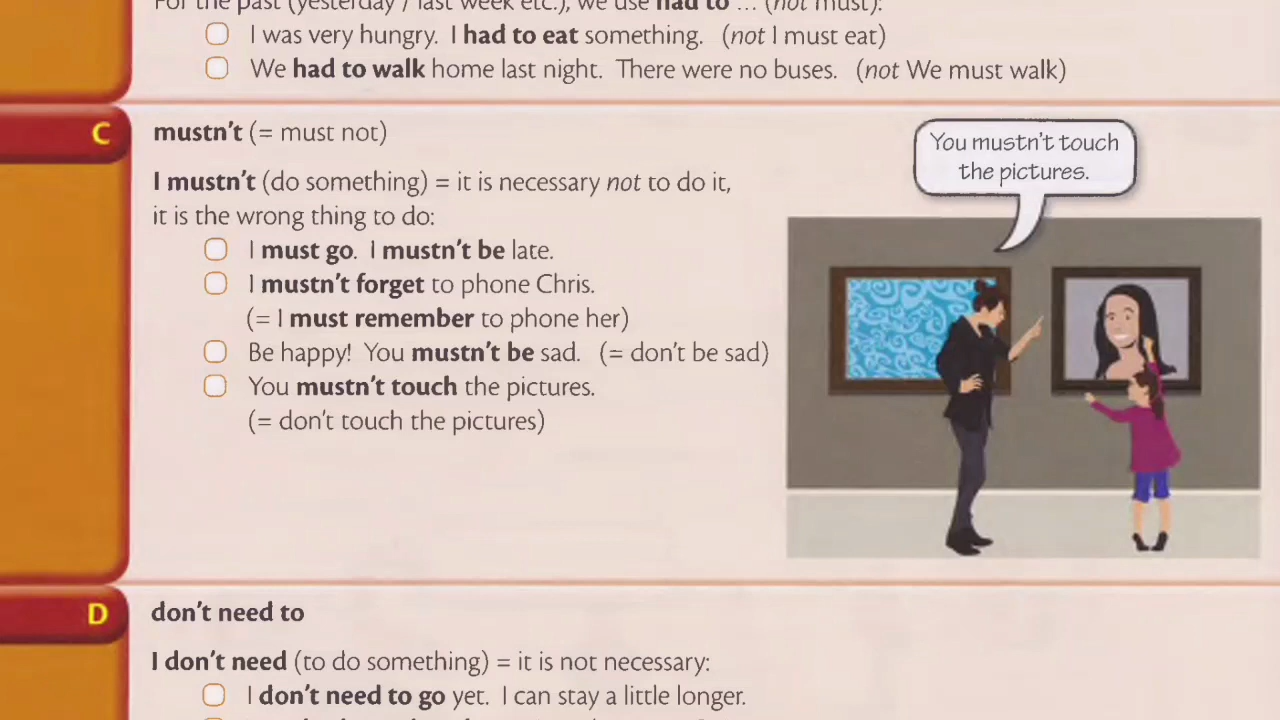 For the past (yesterday / last week etc.), we use had to … (not must):
I was very hungry. I had to eat something. (not I must eat)
We had to walk home last night. There were no buses. (not We must walk)
C
mustn't (= must not)
I mustn't (do something) = it is necessary not to do it,
it is the wrong thing to do:
I must go. I mustn't be late.
I mustn't forget to phone Chris.
(= I must remember to phone her)
Be happy! You mustn't be sad. (= don't be sad)
You mustn't touch the pictures.
(= don't touch the pictures)
You mustn't touch
the pictures.
D
don't need to
I don't need (to do something) = it is not necessary:
I don't need to go yet. I can stay a little longer.